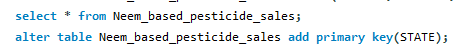 select * from Neem_based_pesticide_sales;
alter table Neem_based_pesticide_sales add primary key(STATE);